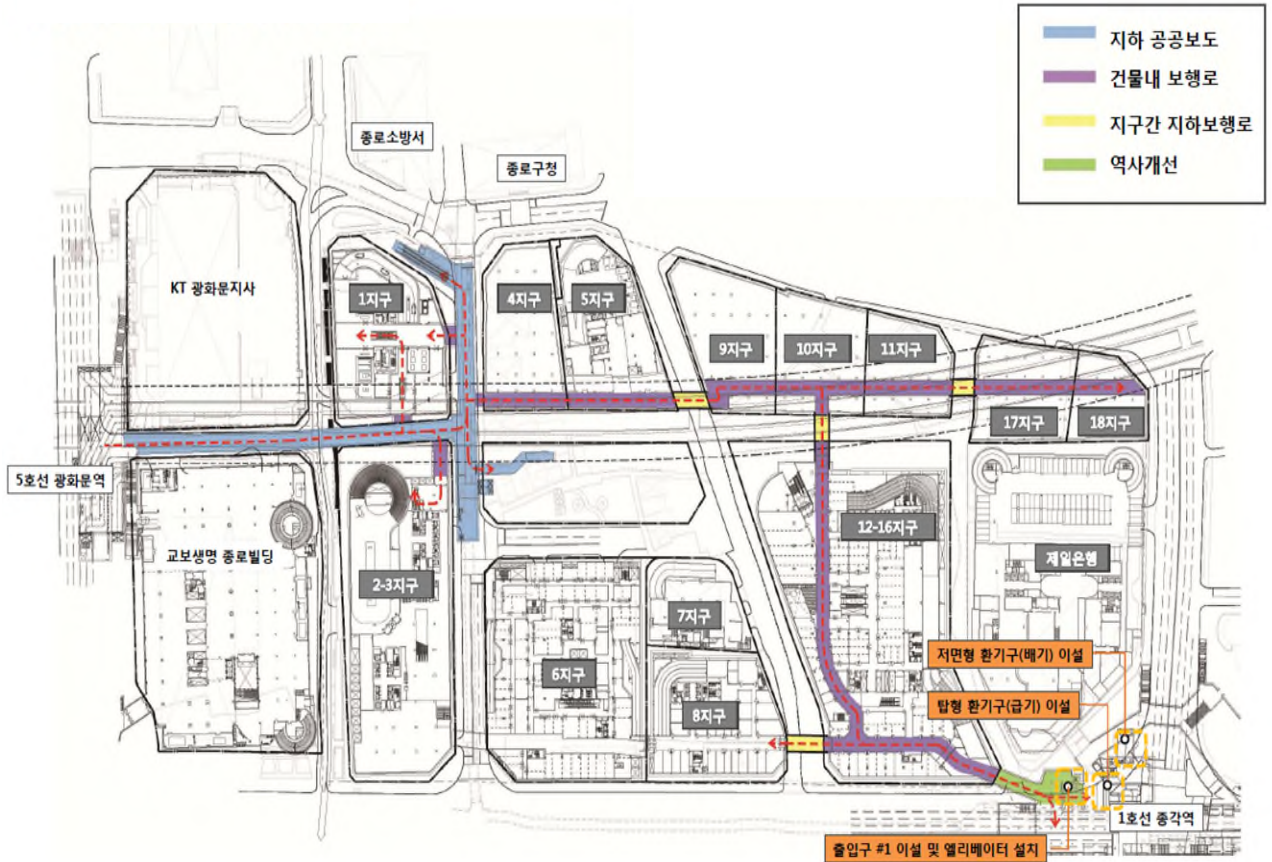 지하 공공보도
건물내 보행로
지구간 지하보행로
역사개선
종로소방서
종로구청
KT 광화문지사
1지구
4지구
5지구
9지구
10지구
11지구
17지구
18지구
5호선 광화문역
교보생명 종로빌딩
2-3지구
12-16지구
제일은행
7지구
6지구
8지구
저면형 환기구(배기) 이설
탑형 환기구(급기) 이설
1호선 종각역
출입구 #1 이설 및 엘리베이터 설치